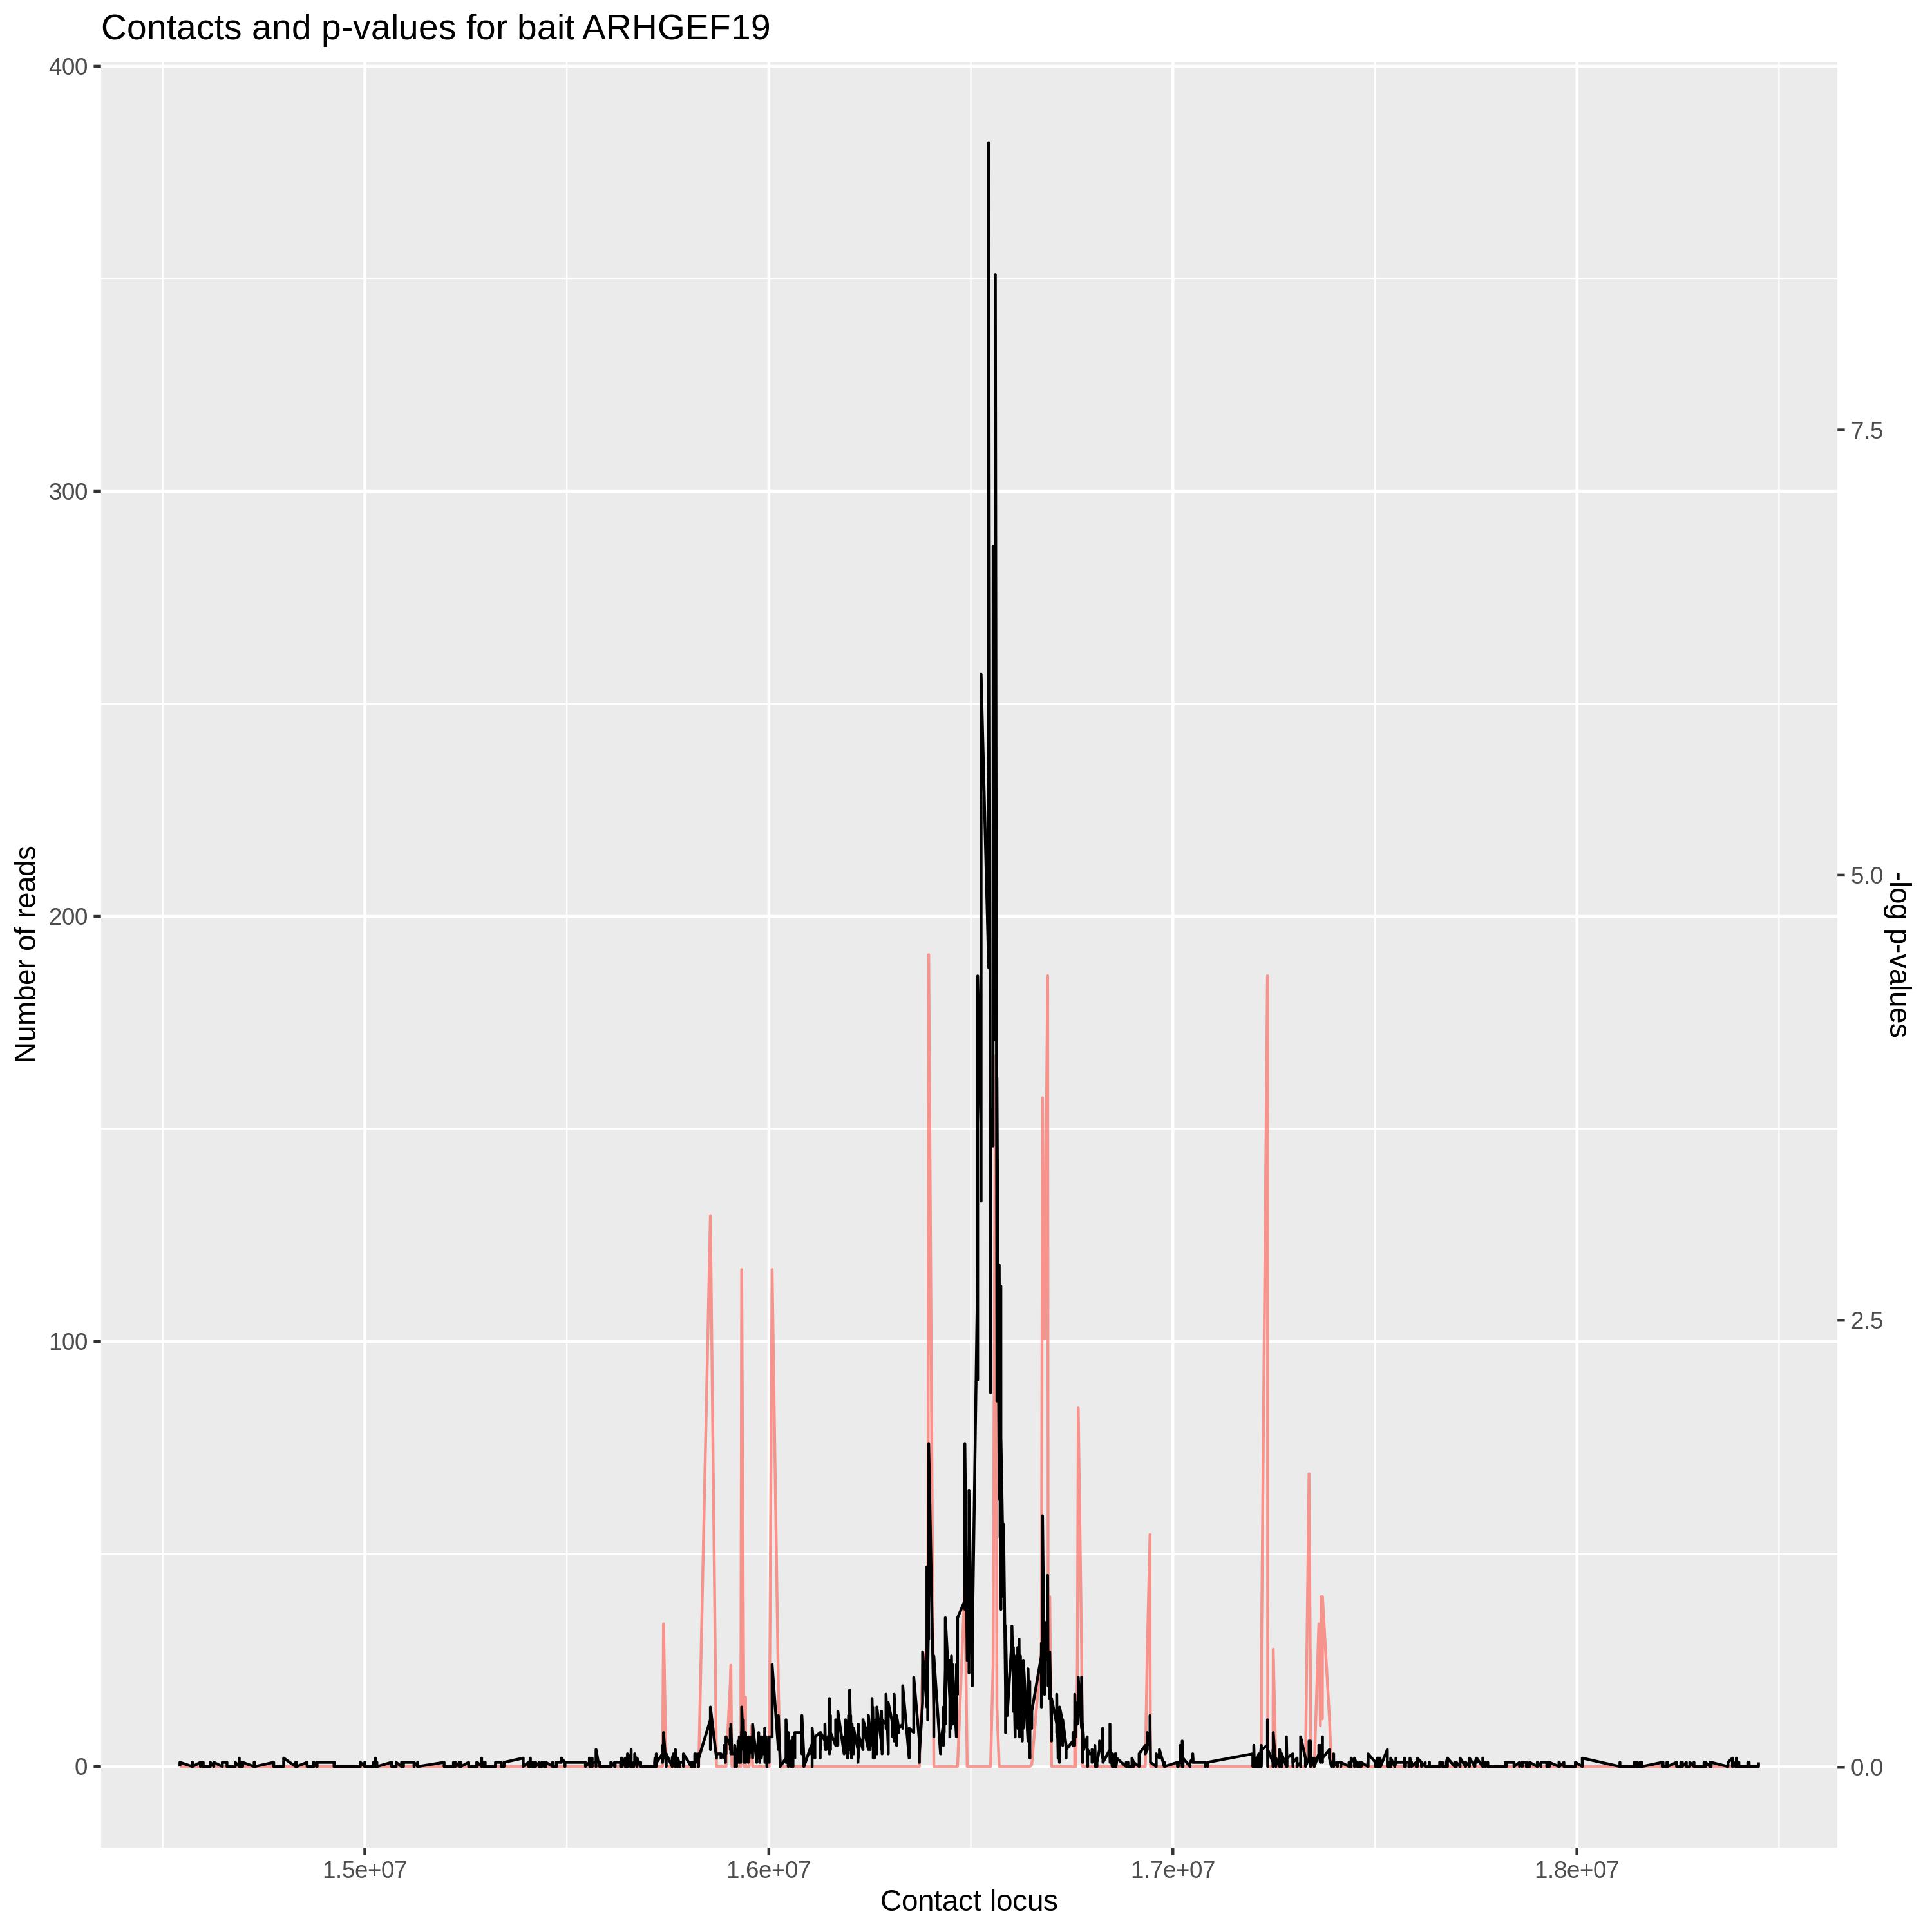 Contacts and p-values for bait ARHGEF19
400
300
200
100
0
Number of reads
7.5
5.0
2.5
0.0
-log p-values
1.5e+07
1.6e+07
1.7e+07
1.8e+07
Contact locus